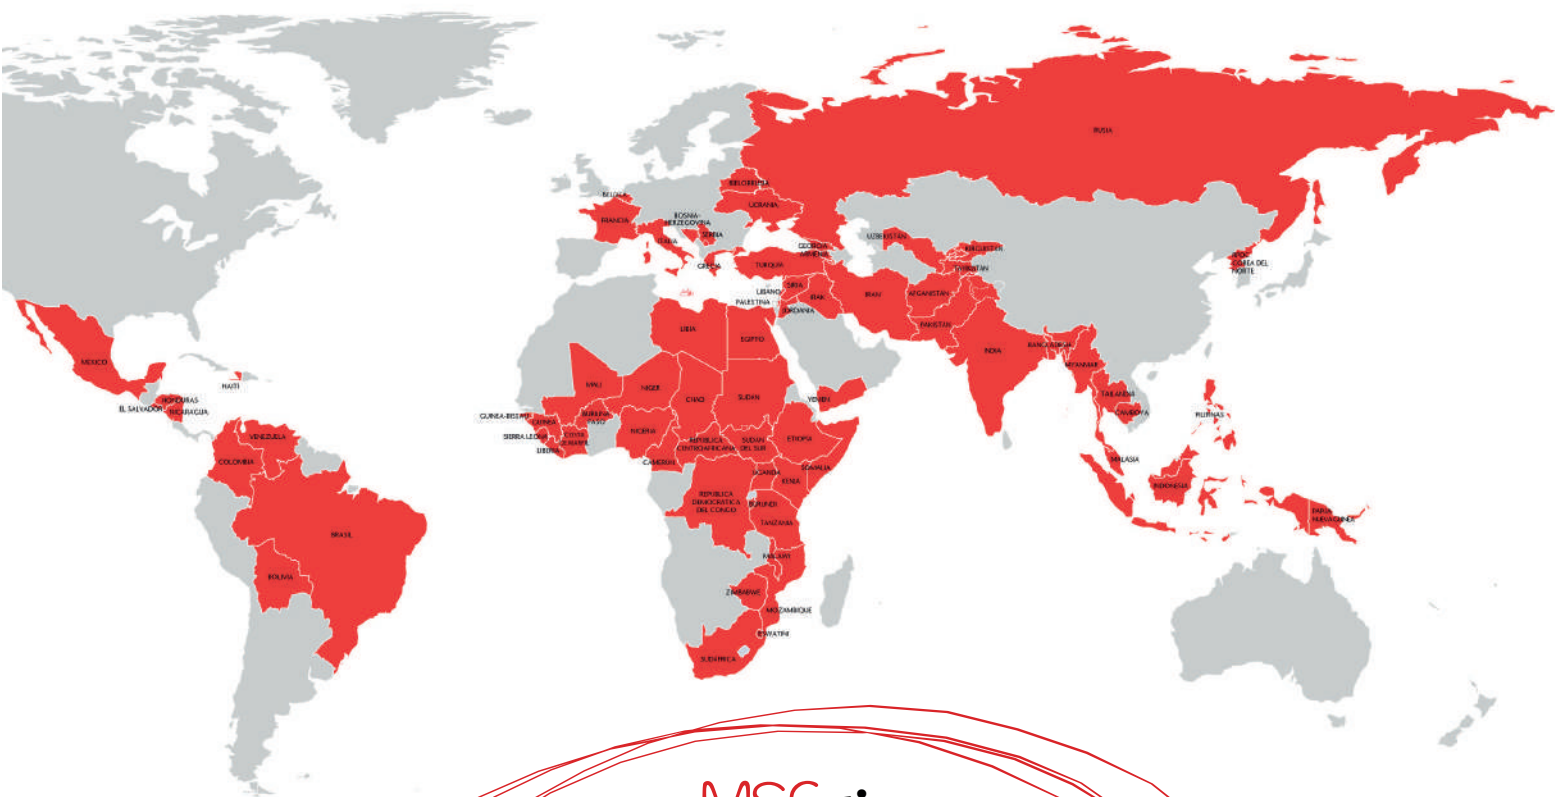 RUSIA
BIELORRUSIA
BÉLGICA
UCRANIA
FRANCIA
BOSNIA-
HERZEGOVINA
SERBIA
ITALIA
UZBEKISTÁN
GEORGIA
ARMENIA
KIRGUISTÁN
GRECIA
TURQUÍA
TAYIKISTÁN
COREA DEL
NORTE
SIRIA
LÍBANO
IRAK
IRÁN
AFGANISTÁN
PALESTINA
JORDANIA
PAKISTÁN
LIBIA
EGIPTO
INDIA
BANGLADESH
MÉXICO
MYANMAR
HAITÍ
MALI
NÍGER
CHAD
SUDÁN
YEMEN
TAILANDIA
HONDURAS
EL SALVADOR
NICARAGUA
GUINEA-BISSAU
GUINEA
BURKINA
FASO
CAMBOYA
FILIPINAS
VENEZUELA
SIERRA LEONA
COSTA
DE MARFIL
NIGERIA
REPÚBLICA
CENTROAFRICANA
SUDÁN
DEL SUR
ETIOPÍA
LIBERIA
COLOMBIA
CAMERÚN
UGANDA
SOMALIA
MALASIA
KENIA
INDONESIA
REPÚBLICA
DEMOCRÁTICA
DEL CONGO
BURUNDI
TANZANIA
PAPÚA
NUEVA GUINEA
BRASIL
MALAWI
BOLIVIA
ZIMBABWE
MOZAMBIQUE
ESWATINI
SUDÁFRICA